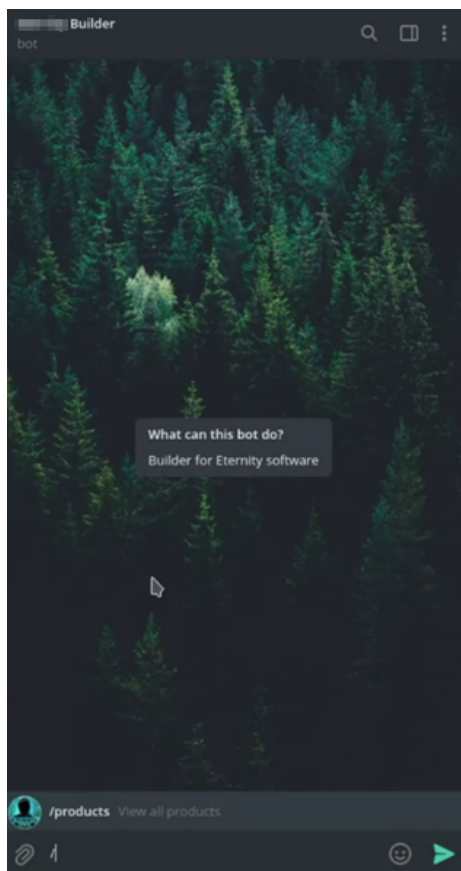 Builder
bot
What can this bot do?
Builder for Eternity software
/products View all products
/